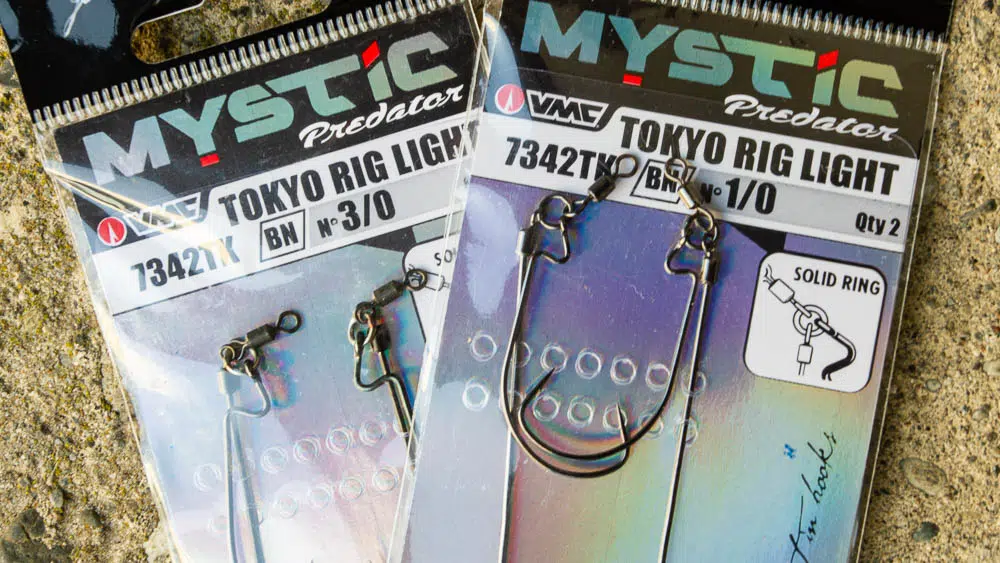 MYSTIC
Predator
VMC
TOKYO RIG LIGHT
7342TK
BN
N° 3/0
MYSTIC
Predator
VMC
TOKYO RIG LIGHT
7342TK
BN
N° 1/0
Qty 2
SOLID RING
hooks